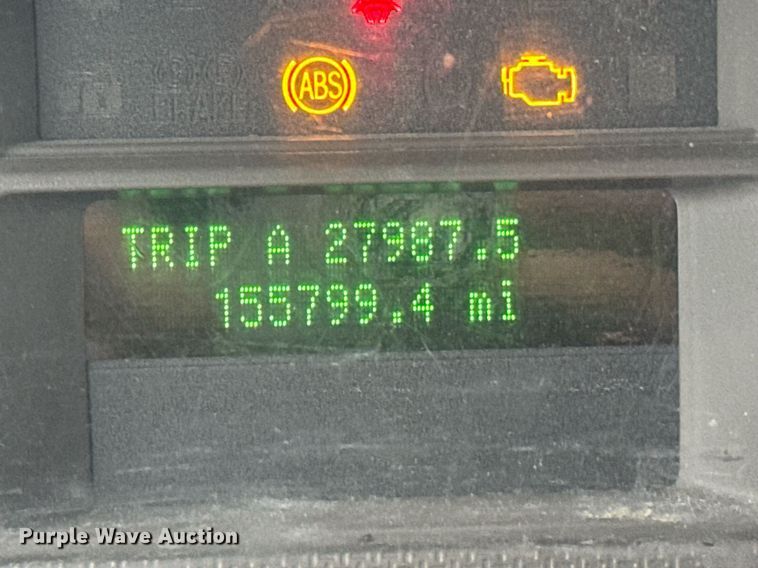 ABS
TRIP A 27987.5
155799.4 mi
Purple Wave Auction